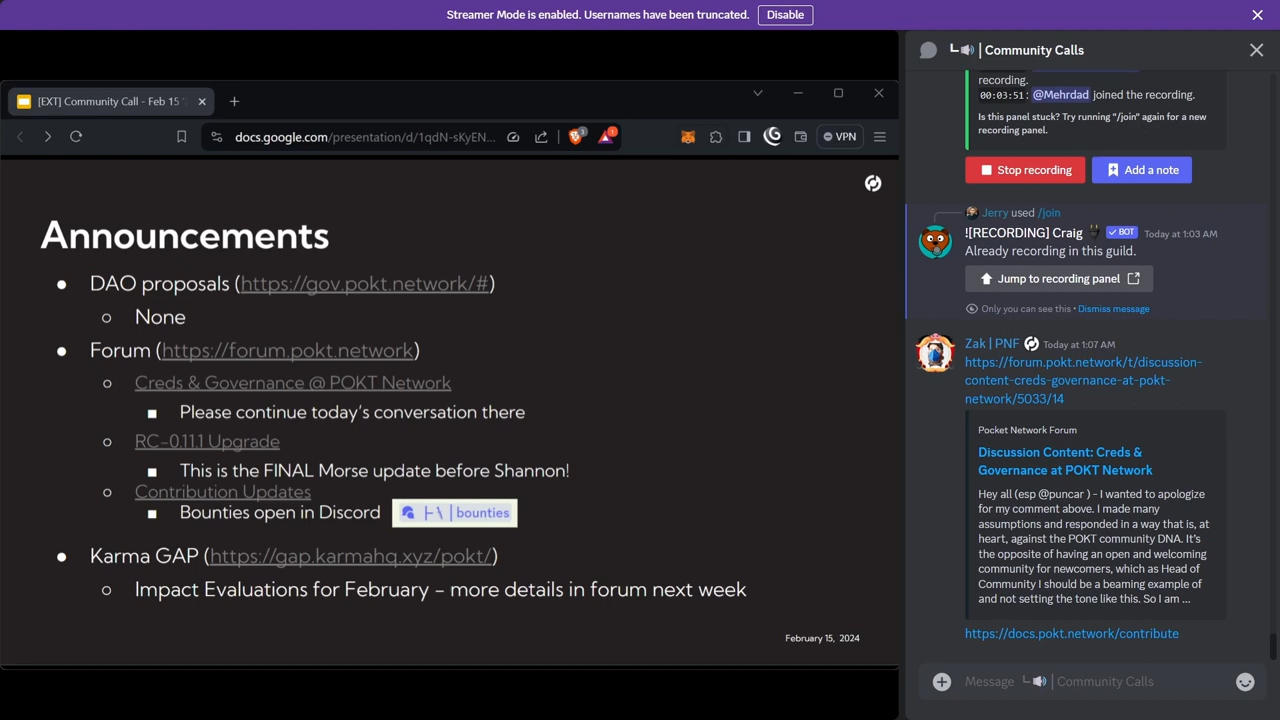 Streamer Mode is enabled. Usernames have been truncated.
Disable
[EXT] Community Call - Feb 15 '2
docs.google.com/presentation/d/1qdN-sKyEN...
3
1
VPN
Announcements
DAO proposals (https://gov.pokt.network/#)
None
Forum (https://forum.pokt.network)
Creds & Governance @ POKT Network
Please continue today's conversation there
RC-0.11.1 Upgrade
This is the FINAL Morse update before Shannon!
Contribution Updates
Bounties open in Discord
bounties
Karma GAP (https://gap.karmahq.xyz/pokt/)
Impact Evaluations for February - more details in forum next week
February 15, 2024
Community Calls
recording.
00:03:51: @Mehrdad joined the recording.
Is this panel stuck? Try running "/join" again for a new
recording panel.
Stop recording
Add a note
Jerry used /join
![RECORDING] Craig BOT Today at 1:03 AM
Already recording in this guild.
Jump to recording panel
Only you can see this • Dismiss message
Zak | PNF Today at 1:07 AM
https://forum.pokt.network/t/discussion-
content-creds-governance-at-pokt-
network/5033/14
Pocket Network Forum
Discussion Content: Creds &
Governance at POKT Network
Hey all (esp @puncar ) - I wanted to apologize
for my comment above. I made many
assumptions and responded in a way that is, at
heart, against the POKT community DNA. It's
the opposite of having an open and welcoming
community for newcomers, which as Head of
Community I should be a beaming example of
and not setting the tone like this. So I am ...
https://docs.pokt.network/contribute
Message Community Calls